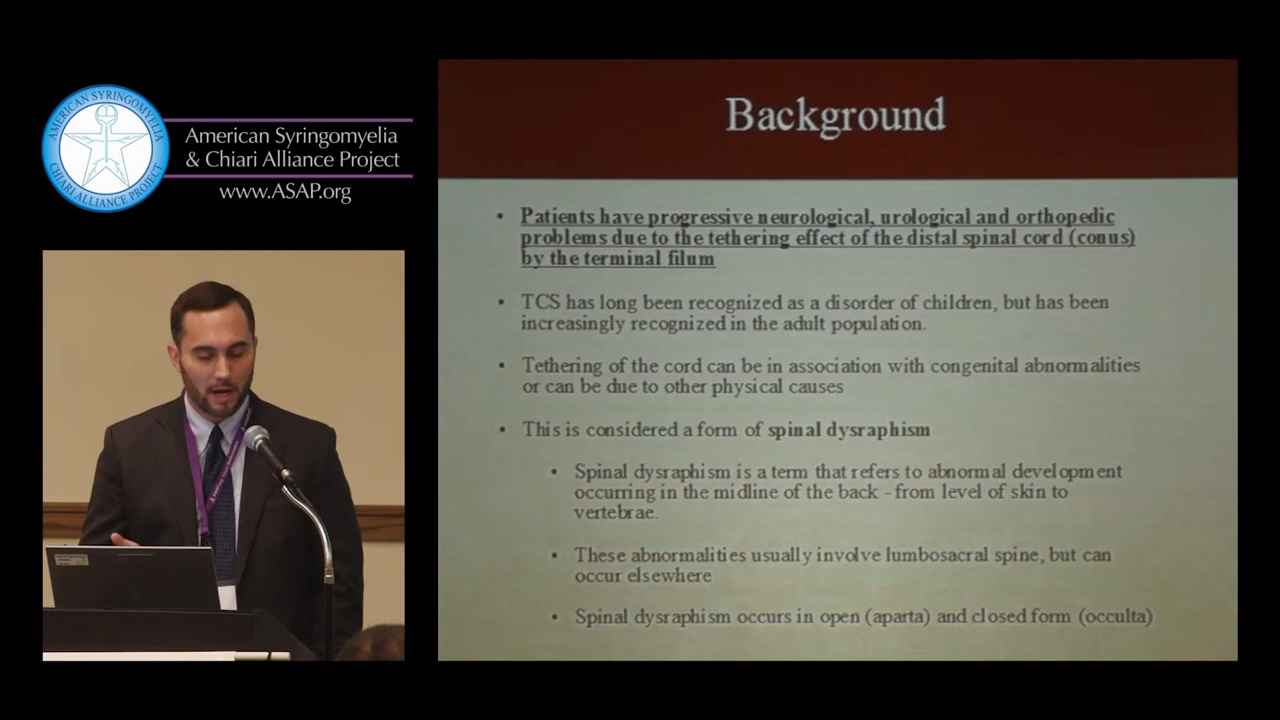 AMERICAN SYRINGOMYELIA
CHIARI ALLIANCE PROJECT
American Syringomyelia
& Chiari Alliance Project
www.ASAP.org
Background
• Patients have progressive neurological, urological and orthopedic
problems due to the tethering effect of the distal spinal cord (conus)
by the terminal filum
• TCS has long been recognized as a disorder of children, but has been
increasingly recognized in the adult population.
• Tethering of the cord can be in association with congenital abnormalities
or can be due to other physical causes
• This is considered a form of spinal dysraphism
• Spinal dysraphism is a term that refers to abnormal development
occurring in the midline of the back - from level of skin to
vertebrae.
• These abnormalities usually involve lumbosacral spine, but can
occur elsewhere
• Spinal dysraphism occurs in open (aparta) and closed form (occulta)